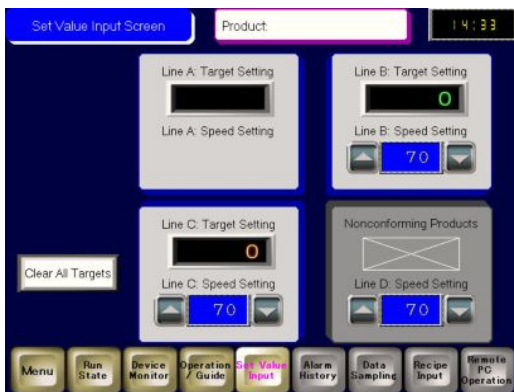 Set Value Input Screen
Product:
14:33
Line A: Target Setting
Line A: Speed Setting
Line B: Target Setting
0
Line B: Speed Setting
70
Line C: Target Setting
0
Line C: Speed Setting
70
Nonconforming Products
Line D: Speed Setting
70
Clear All Targets
Menu
Run
State
Device
Monitor
Operation
/ Guide
Set Value
Input
Alarm
History
Data
Sampling
Recipe
Input
Remote
PC
Operation